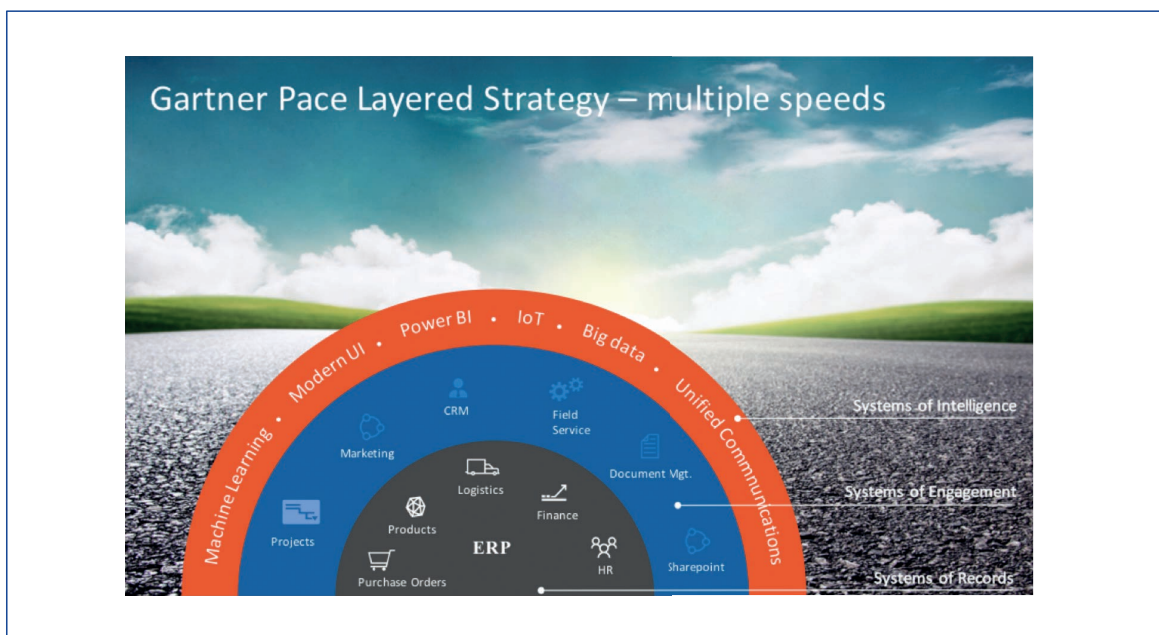 Gartner Pace Layered Strategy – multiple speeds
Machine Learning • Modern UI • Power BI • IoT • Big data • Unified Communications
Systems of Intelligence
CRM
Field
Service
Marketing
Document Mgt.
Systems of Engagement
Projects
Sharepoint
Logistics
Finance
Products
ERP
HR
Purchase Orders
Systems of Records